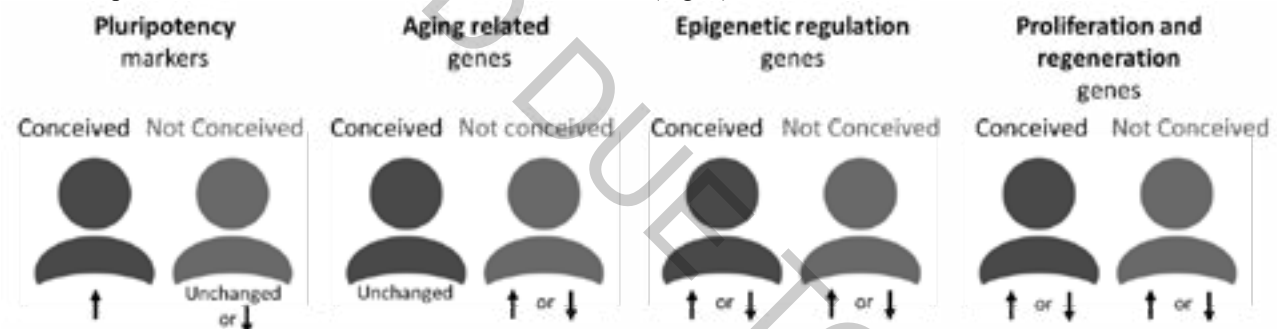 Pluripotency
markers
Aging related
genes
Epigenetic regulation
genes
Proliferation and
regeneration
genes
Conceived Not Conceived
Conceived Not conceived
Conceived Not Conceived
Conceived Not Conceived
Unchanged
or ↓
Unchanged
↑ or ↓
↑ or ↓
↑ or ↓
↑ or ↓
↑ or ↓
D DUE T